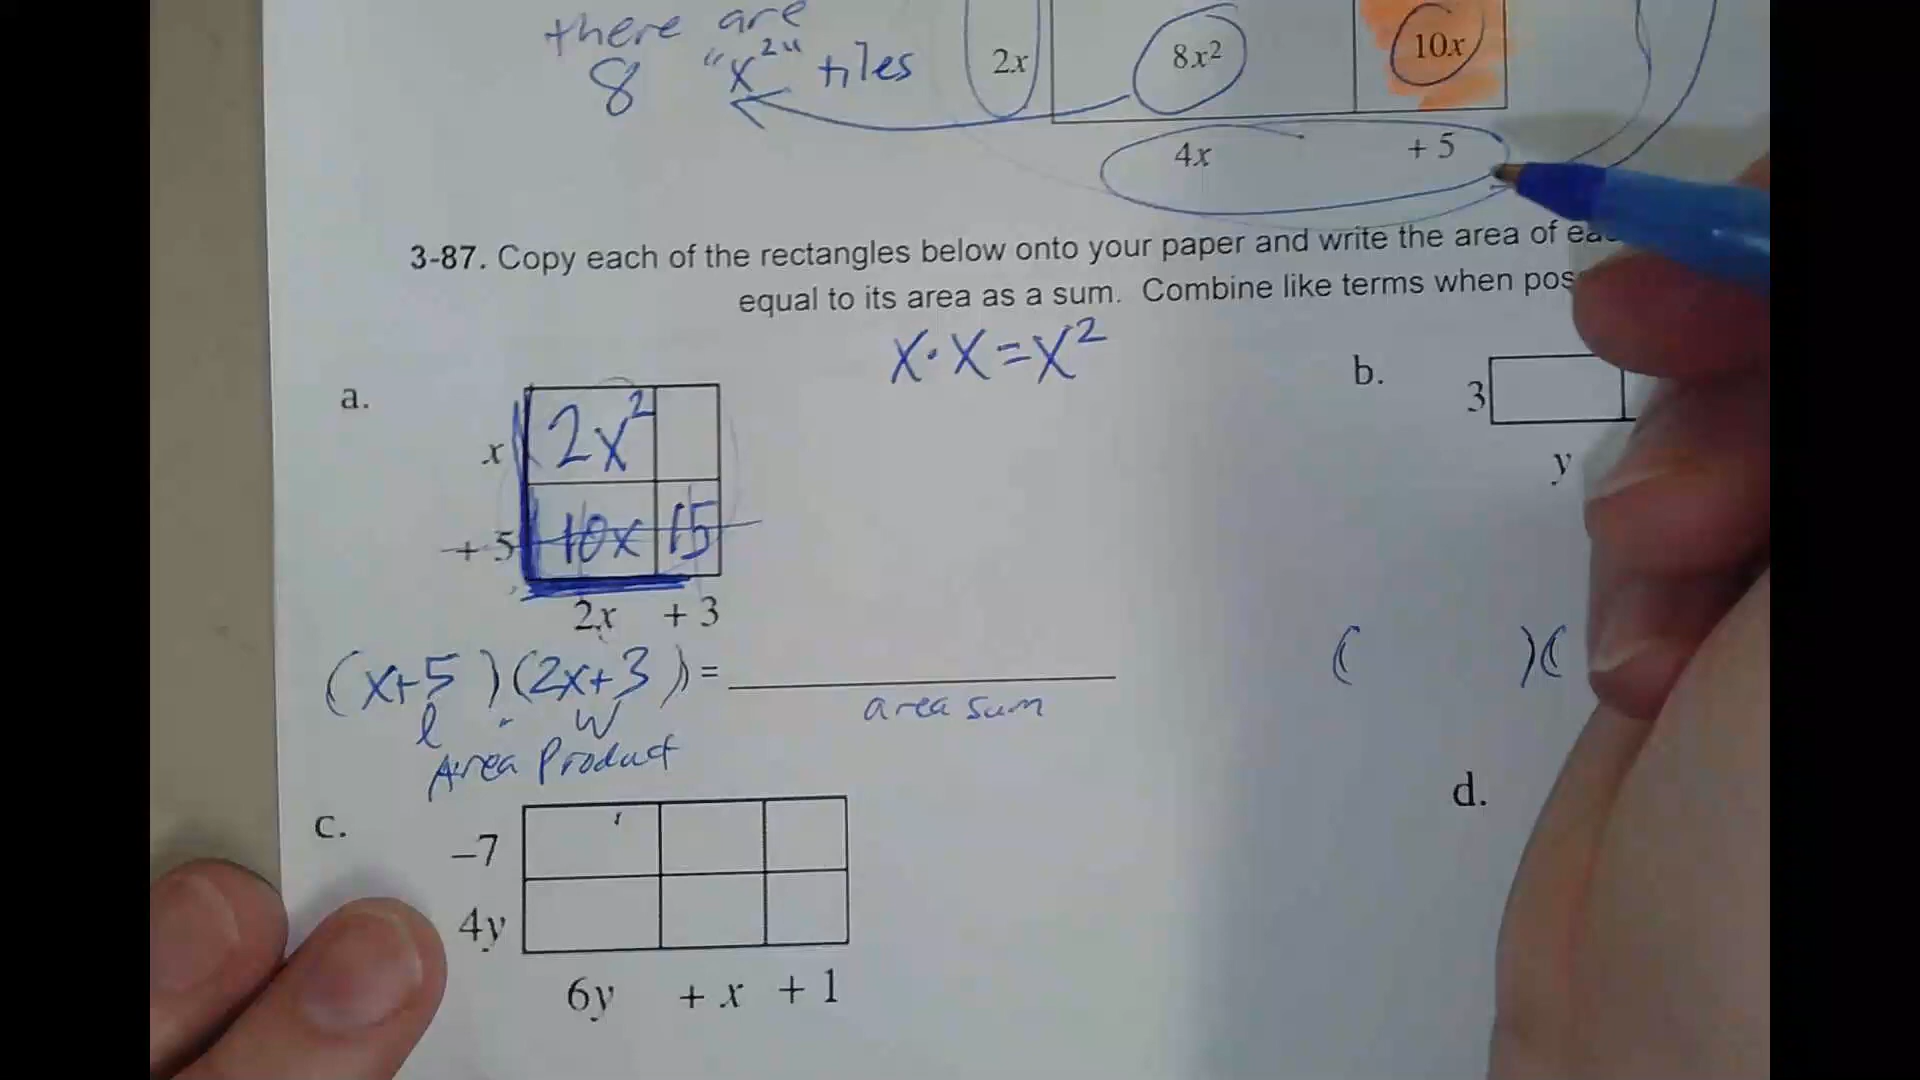 there are
8 "x²" tiles
2x 8x² 10x
4x + 5
3-87. Copy each of the rectangles below onto your paper and write the area of
equal to its area as a sum. Combine like terms when
x·x=x²
a.
x 2x²
+ 5 10x 15
2x + 3
(x+5)(2x+3)=
l · w
area sum
Area Product
b.
3
y
( )(
c.
–7
4y
6y + x + 1
d.